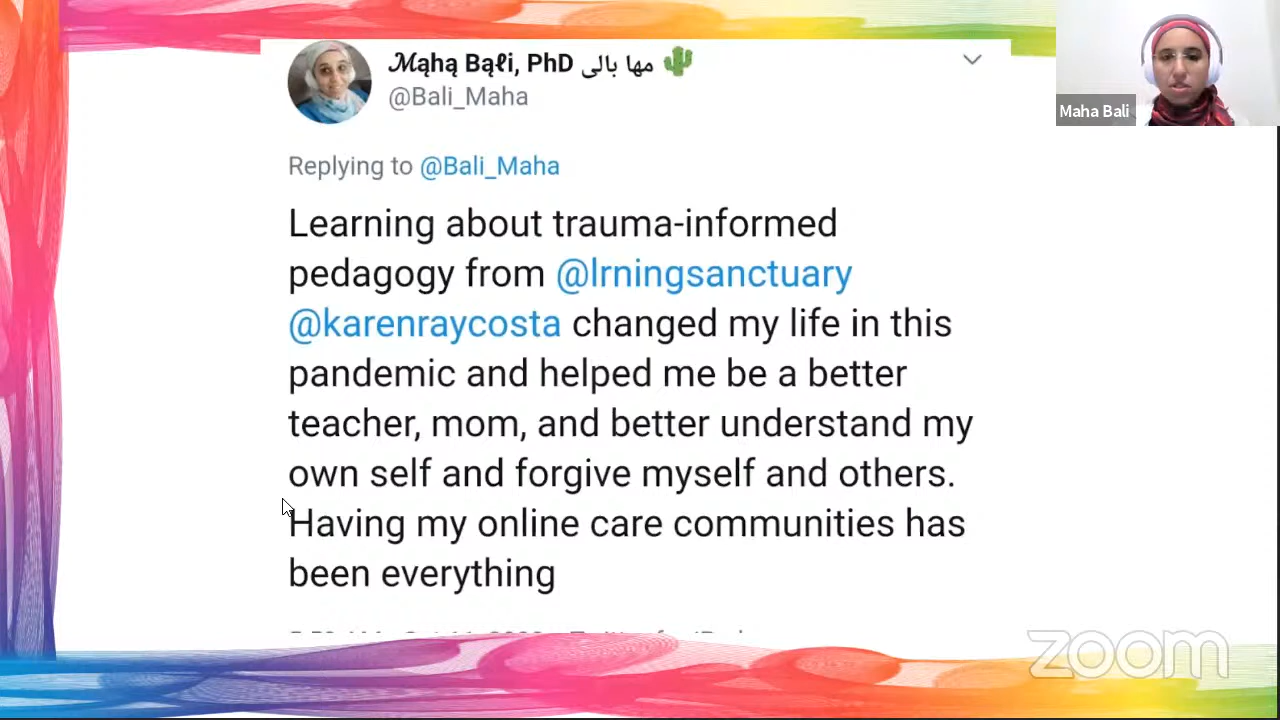 Mąhą Bąℓi, PhD مها بالى
@Bali_Maha
Maha Bali
Replying to @Bali_Maha
Learning about trauma-informed
pedagogy from @lrningsanctuary
@karenraycosta changed my life in this
pandemic and helped me be a better
teacher, mom, and better understand my
own self and forgive myself and others.
Having my online care communities has
been everything
zoom